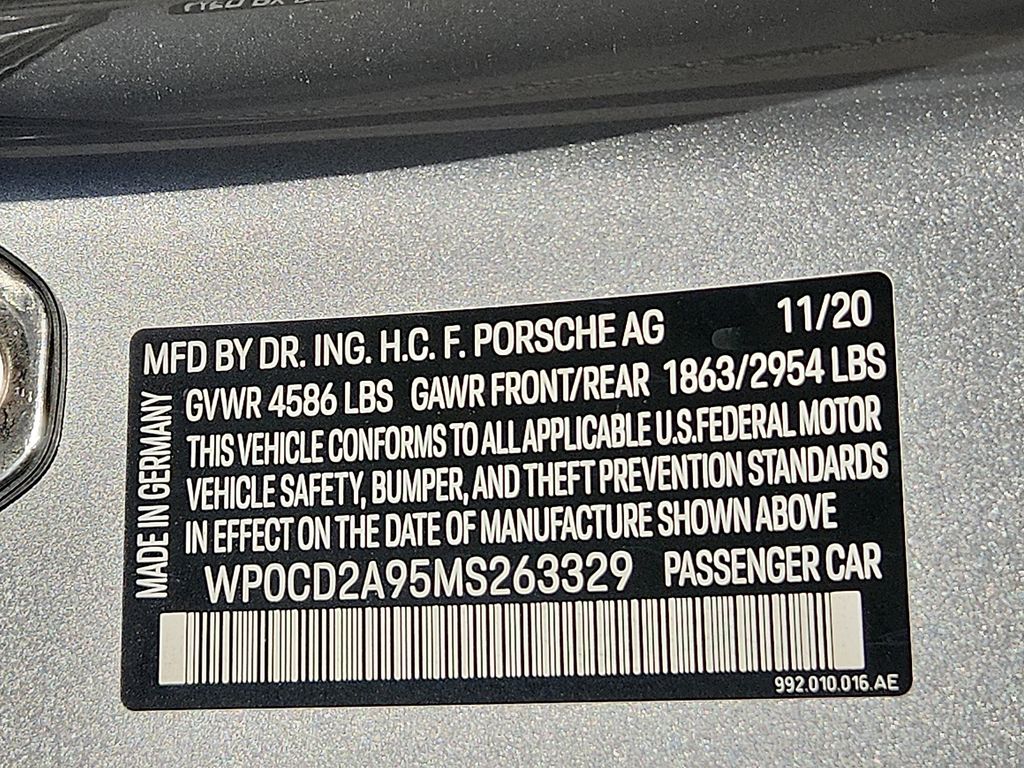 MFD BY DR. ING. H.C. F. PORSCHE AG 11/20
GVWR 4586 LBS GAWR FRONT/REAR 1863/2954 LBS
THIS VEHICLE CONFORMS TO ALL APPLICABLE U.S.FEDERAL MOTOR
VEHICLE SAFETY, BUMPER, AND THEFT PREVENTION STANDARDS
IN EFFECT ON THE DATE OF MANUFACTURE SHOWN ABOVE
WP0CD2A95MS263329 PASSENGER CAR
992.010.016.AE
MADE IN GERMANY